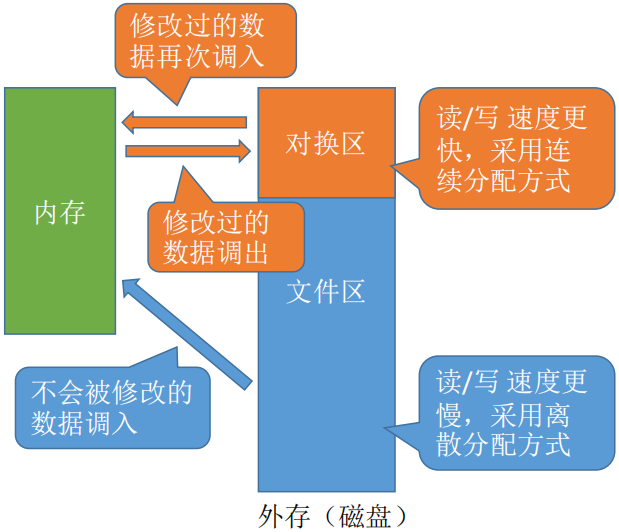 修改过的数
据再次调入
读/写 速度更
快，采用连
续分配方式
对换区
内存
修改过的
数据调出
文件区
不会被修改的
数据调入
读/写 速度更
慢，采用离
散分配方式
外存（磁盘）